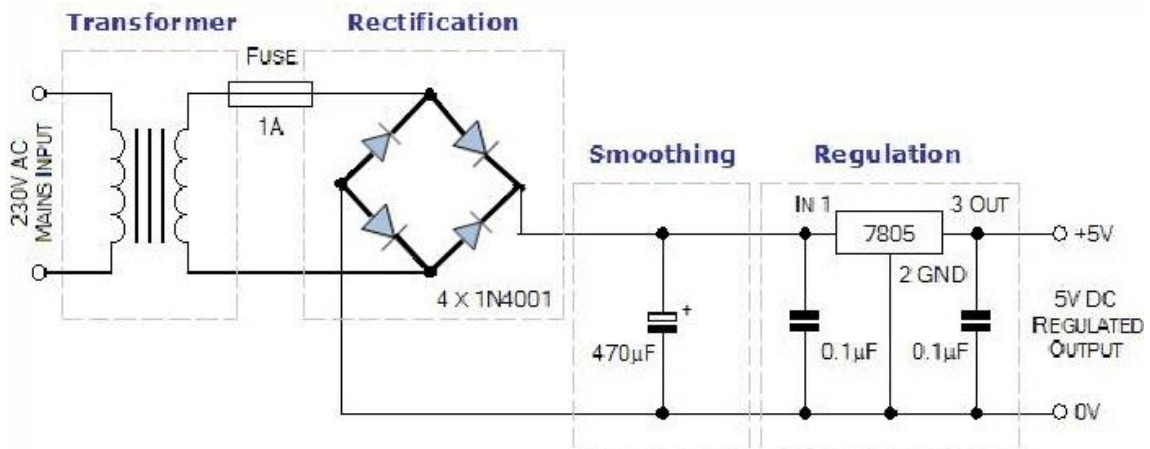 Transformer
Rectification
FUSE
1A
230V AC
MAINS INPUT
4 X 1N4001
Smoothing
Regulation
IN 1
3 OUT
7805
2 GND
+5V
+
470µF
0.1µF
0.1µF
5V DC
REGULATED
OUTPUT
0V